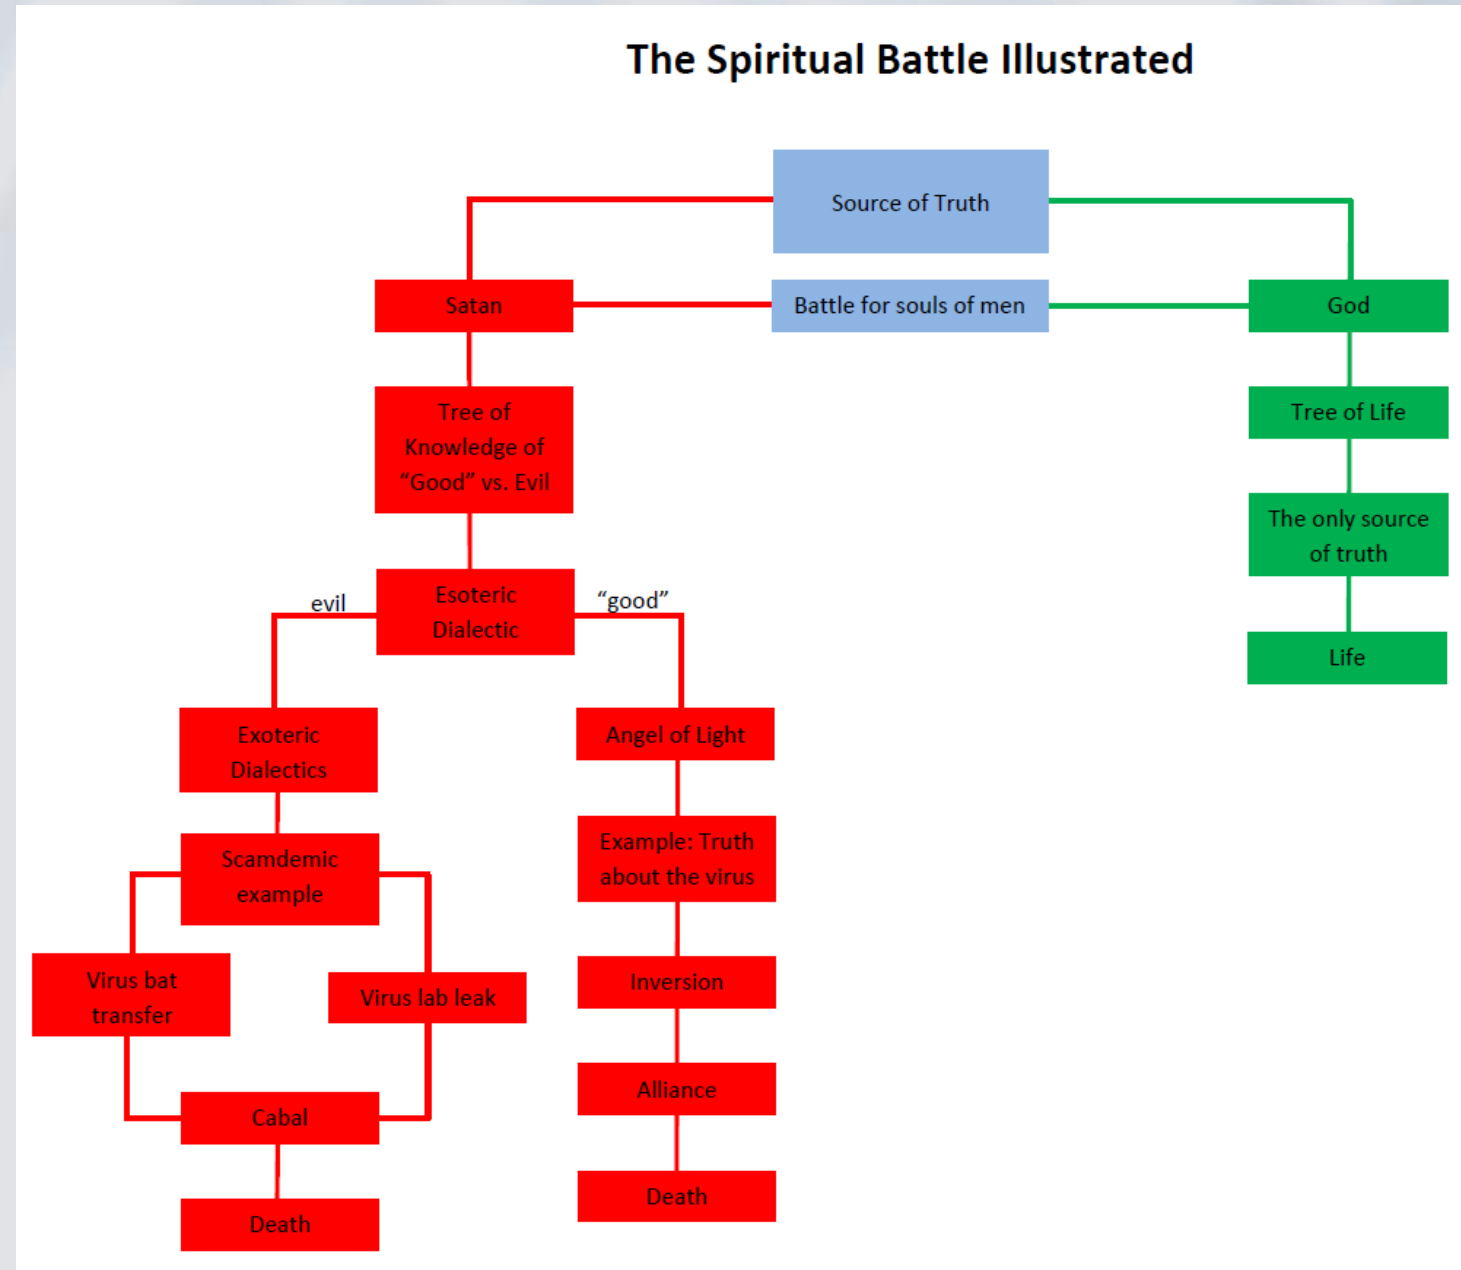 The Spiritual Battle Illustrated
Source of Truth
Satan
Battle for souls of men
God
Tree of
Knowledge of
“Good” vs. Evil
Tree of Life
The only source
of truth
evil
Esoteric
Dialectic
“good”
Life
Exoteric
Dialectics
Angel of Light
Scamdemic
example
Example: Truth
about the virus
Virus bat
transfer
Virus lab leak
Inversion
Cabal
Alliance
Death
Death